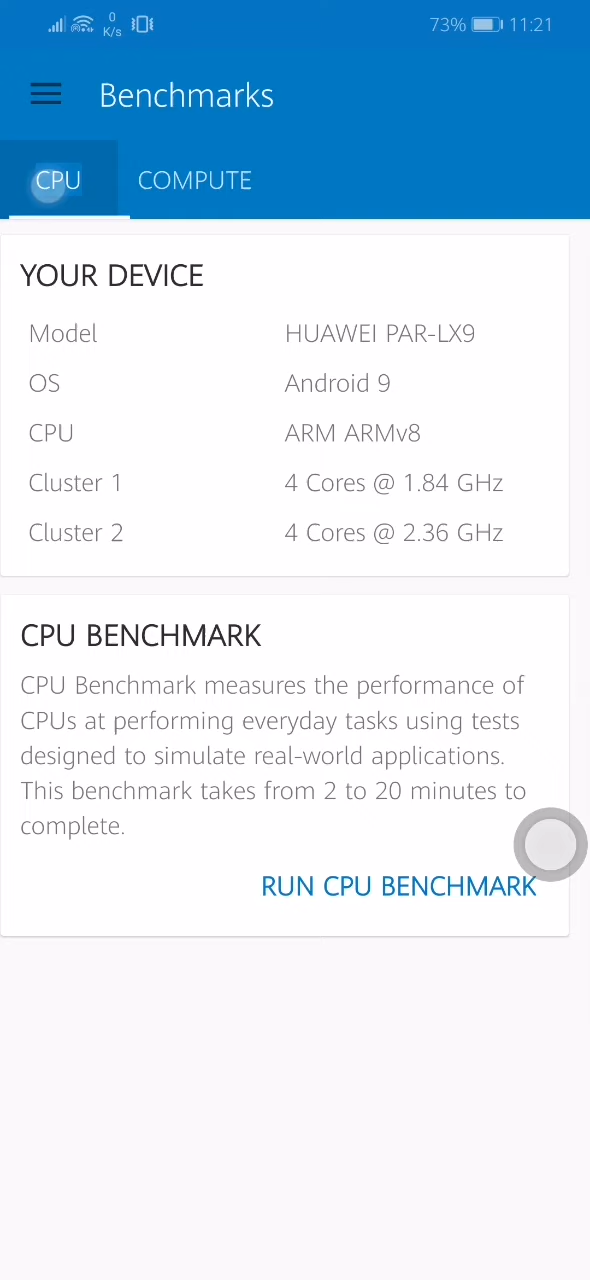 0
K/s
73%
11:21
Benchmarks
CPU COMPUTE
YOUR DEVICE
Model HUAWEI PAR-LX9
OS Android 9
CPU ARM ARMv8
Cluster 1 4 Cores @ 1.84 GHz
Cluster 2 4 Cores @ 2.36 GHz
CPU BENCHMARK
CPU Benchmark measures the performance of
CPUs at performing everyday tasks using tests
designed to simulate real-world applications.
This benchmark takes from 2 to 20 minutes to
complete.
RUN CPU BENCHMARK